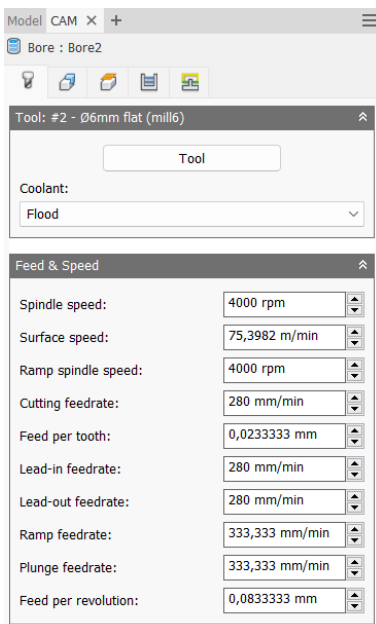 Model CAM × +
Bore : Bore2
Tool: #2 - Ø6mm flat (mill6)
Tool
Coolant:
Flood
Feed & Speed
Spindle speed: 4000 rpm
Surface speed: 75,3982 m/min
Ramp spindle speed: 4000 rpm
Cutting feedrate: 280 mm/min
Feed per tooth: 0,0233333 mm
Lead-in feedrate: 280 mm/min
Lead-out feedrate: 280 mm/min
Ramp feedrate: 333,333 mm/min
Plunge feedrate: 333,333 mm/min
Feed per revolution: 0,0833333 mm